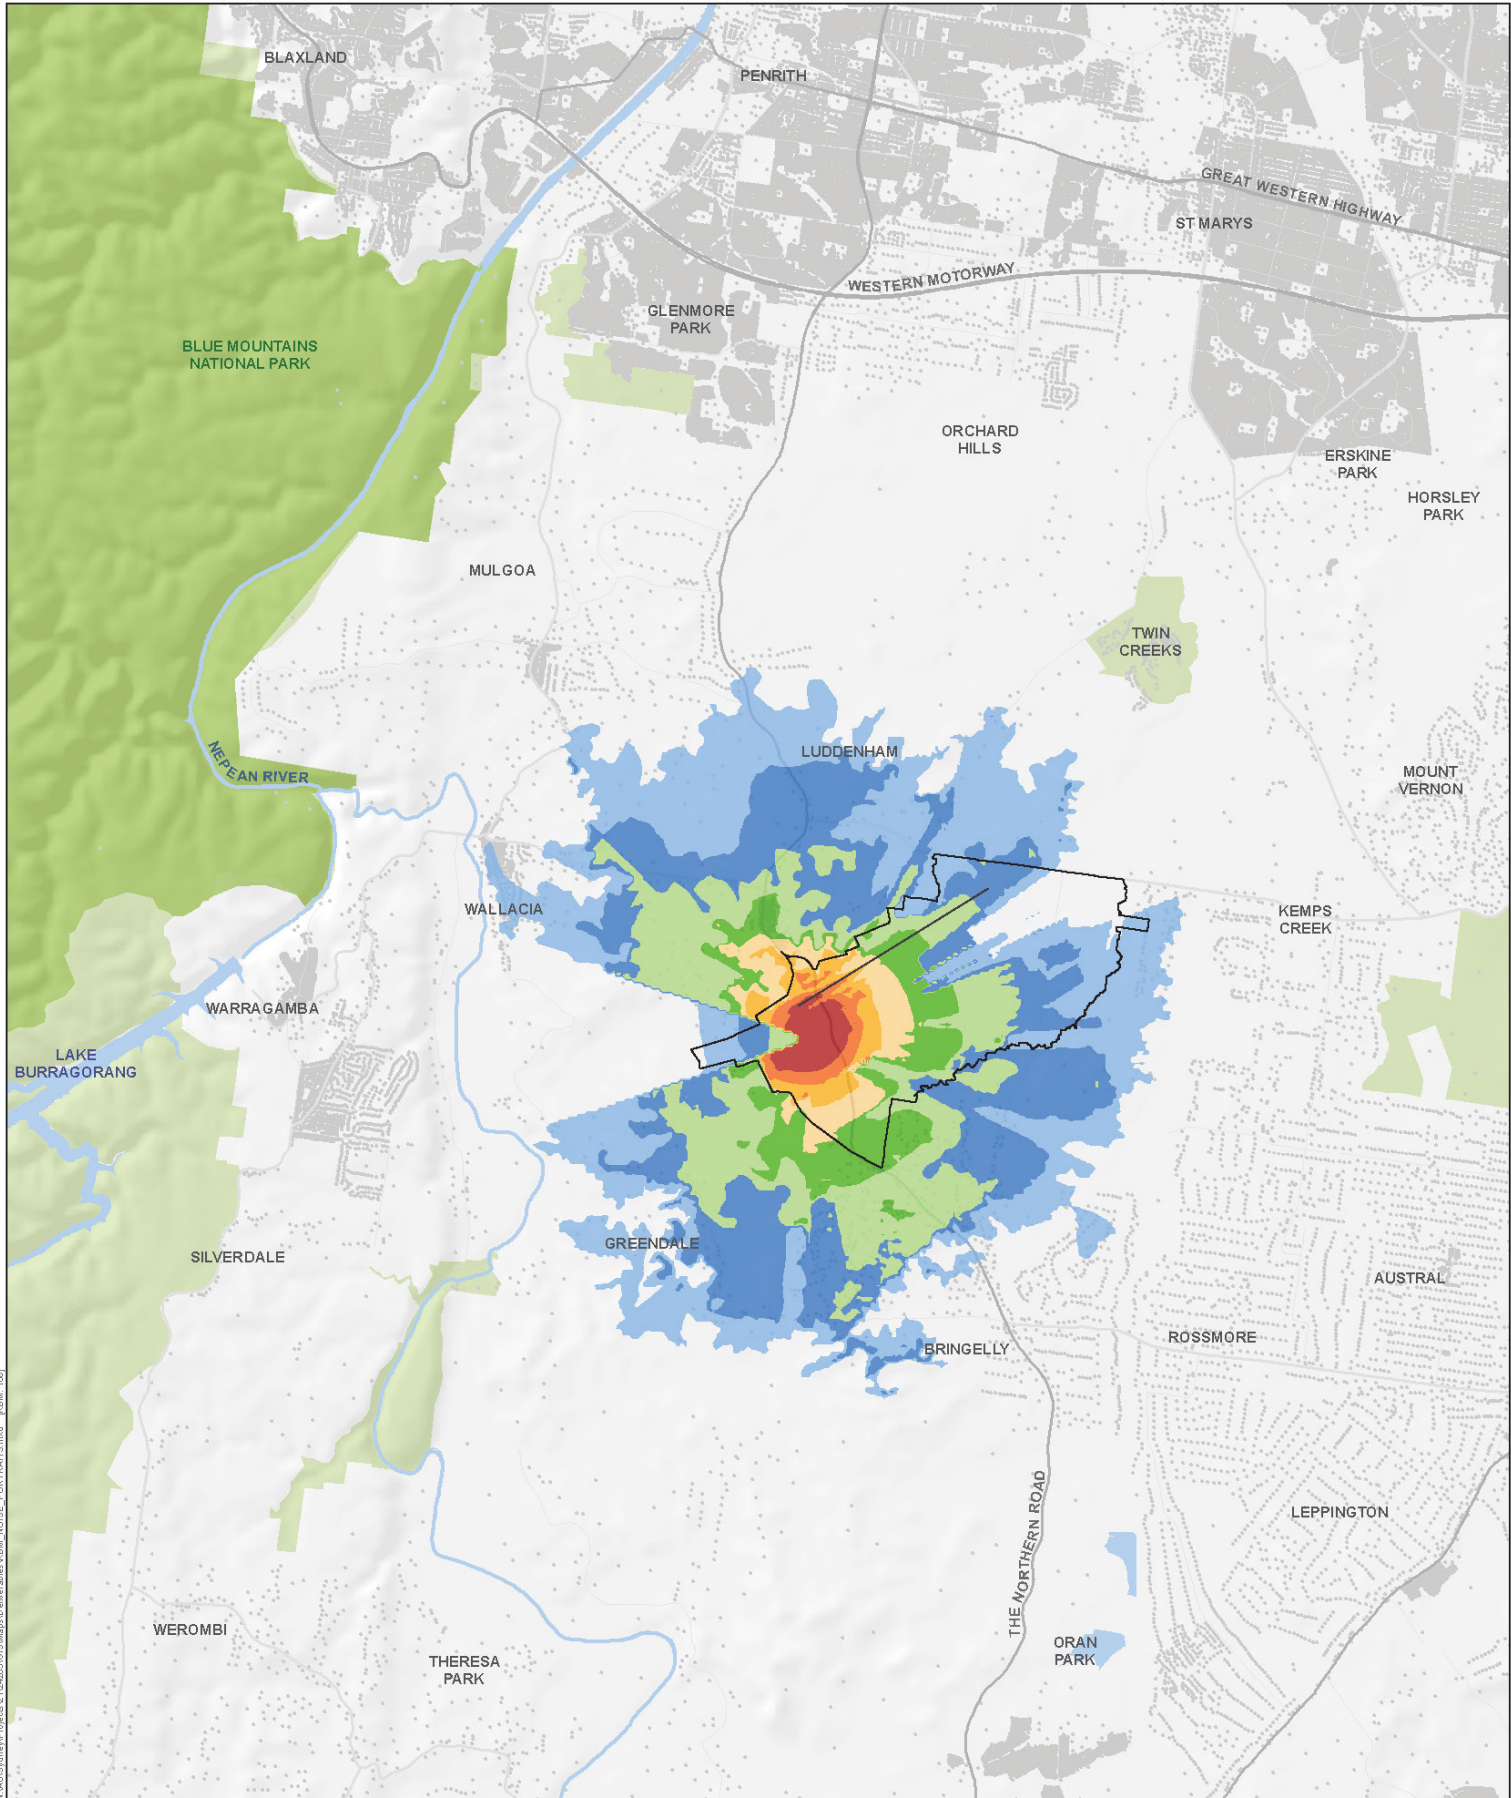 BLAXLAND
PENRITH
GREAT WESTERN HIGHWAY
ST MARYS
WESTERN MOTORWAY
GLENMORE
PARK
BLUE MOUNTAINS
NATIONAL PARK
ORCHARD
HILLS
ERSKINE
PARK
HORSLEY
PARK
MULGOA
TWIN
CREEKS
LUDDENHAM
NEPEAN RIVER
MOUNT
VERNON
WALLACIA
KEMPS
CREEK
WARRAGAMBA
LAKE
BURRAGORANG
GREENDALE
SILVERDALE
AUSTRAL
ROSSMORE
BRINGELLY
THE NORTHERN ROAD
LEPPINGTON
WEROMBI
ORAN
PARK
THERESA
PARK